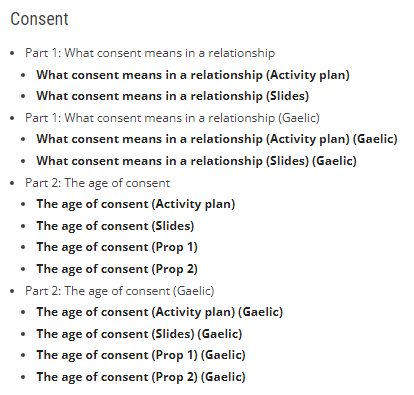 Consent
Part 1: What consent means in a relationship
What consent means in a relationship (Activity plan)
What consent means in a relationship (Slides)
Part 1: What consent means in a relationship (Gaelic)
What consent means in a relationship (Activity plan) (Gaelic)
What consent means in a relationship (Slides) (Gaelic)
Part 2: The age of consent
The age of consent (Activity plan)
The age of consent (Slides)
The age of consent (Prop 1)
The age of consent (Prop 2)
Part 2: The age of consent (Gaelic)
The age of consent (Activity plan) (Gaelic)
The age of consent (Slides) (Gaelic)
The age of consent (Prop 1) (Gaelic)
The age of consent (Prop 2) (Gaelic)